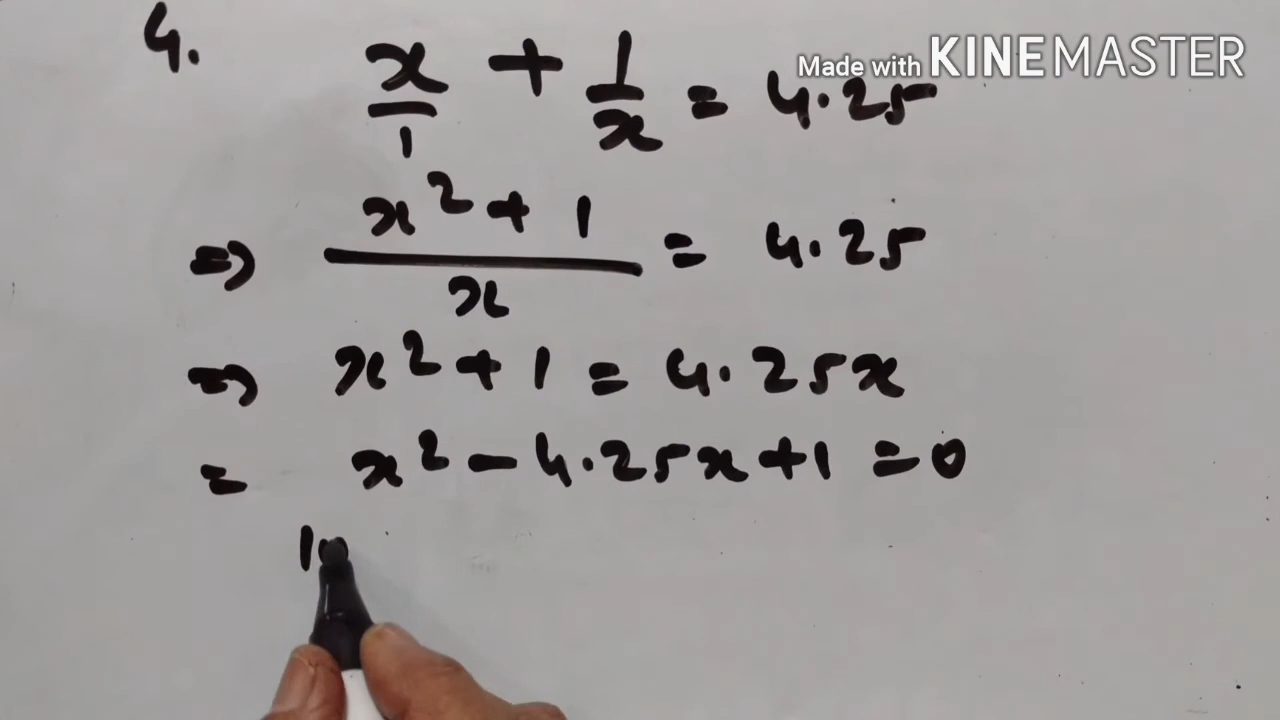 4. x/1 + 1/x = 4.25
Made with KINEMASTER
⇒ x² + 1 / x = 4.25
⇒ x² + 1 = 4.25x
= x² - 4.25x + 1 = 0